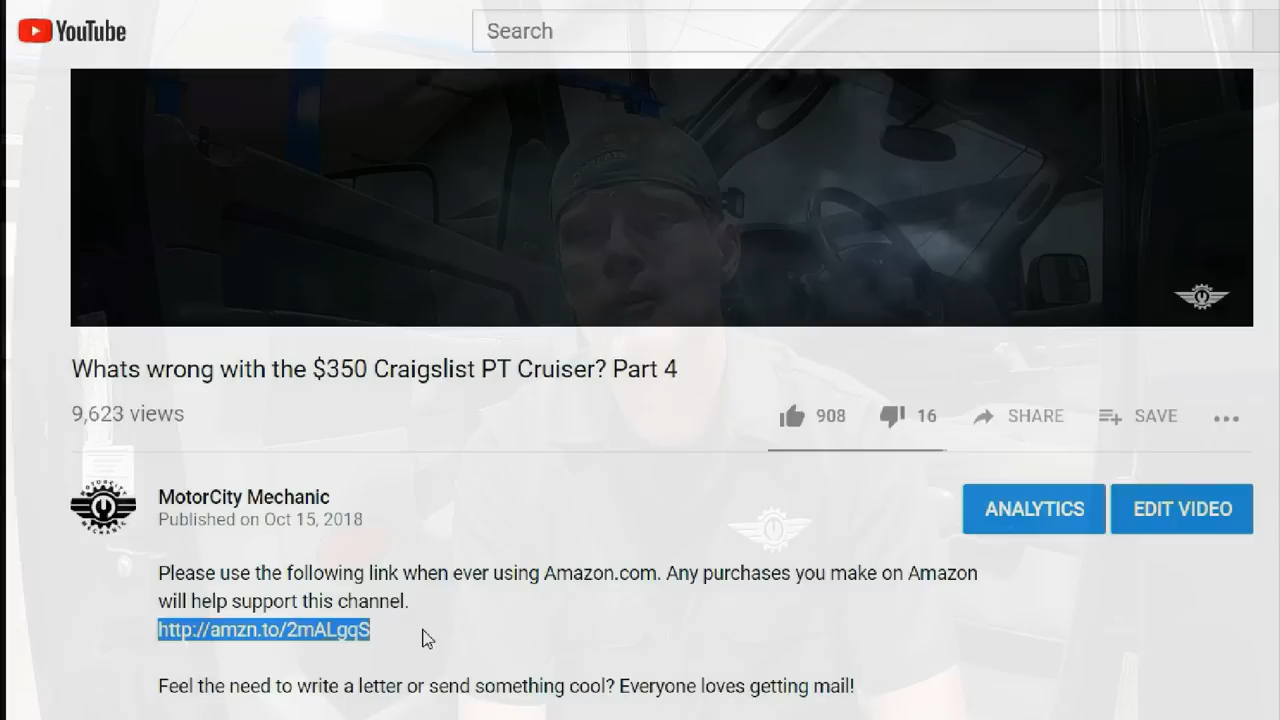 YouTube
Search
Whats wrong with the $350 Craigslist PT Cruiser? Part 4
9,623 views
908
16
SHARE
SAVE
MOTORCITY
MECHANIC
MotorCity Mechanic
Published on Oct 15, 2018
ANALYTICS
EDIT VIDEO
Please use the following link when ever using Amazon.com. Any purchases you make on Amazon
will help support this channel.
http://amzn.to/2mALgqS
Feel the need to write a letter or send something cool? Everyone loves getting mail!